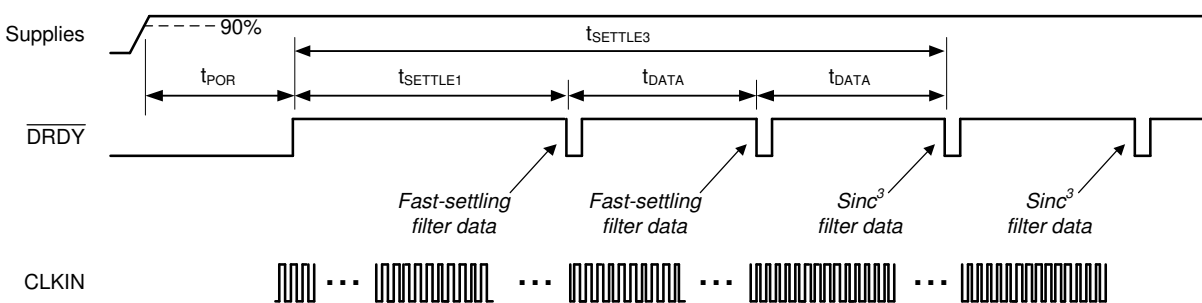 Supplies
90%
tSETTLE3
tPOR
tSETTLE1
tDATA
tDATA
DRDY
Fast-settling
filter data
Fast-settling
filter data
Sinc³
filter data
Sinc³
filter data
CLKIN